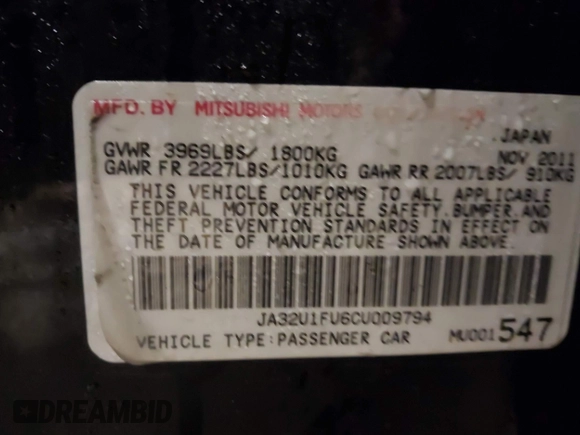 MFD. BY MITSUBISHI MOTORS
JAPAN
GVWR 3969LBS/ 1800KG NOV 2011
GAWR FR 2227LBS/1010KG GAWR RR 2007LBS/ 910KG
THIS VEHICLE CONFORMS TO ALL APPLICABLE
FEDERAL MOTOR VEHICLE SAFETY.BUMPER.AND
THEFT PREVENTION STANDARDS IN EFFECT ON
THE DATE OF MANUFACTURE SHOWN ABOVE.
JA32U1FU6CU009794
VEHICLE TYPE:PASSENGER CAR MU001547
DREAMBID